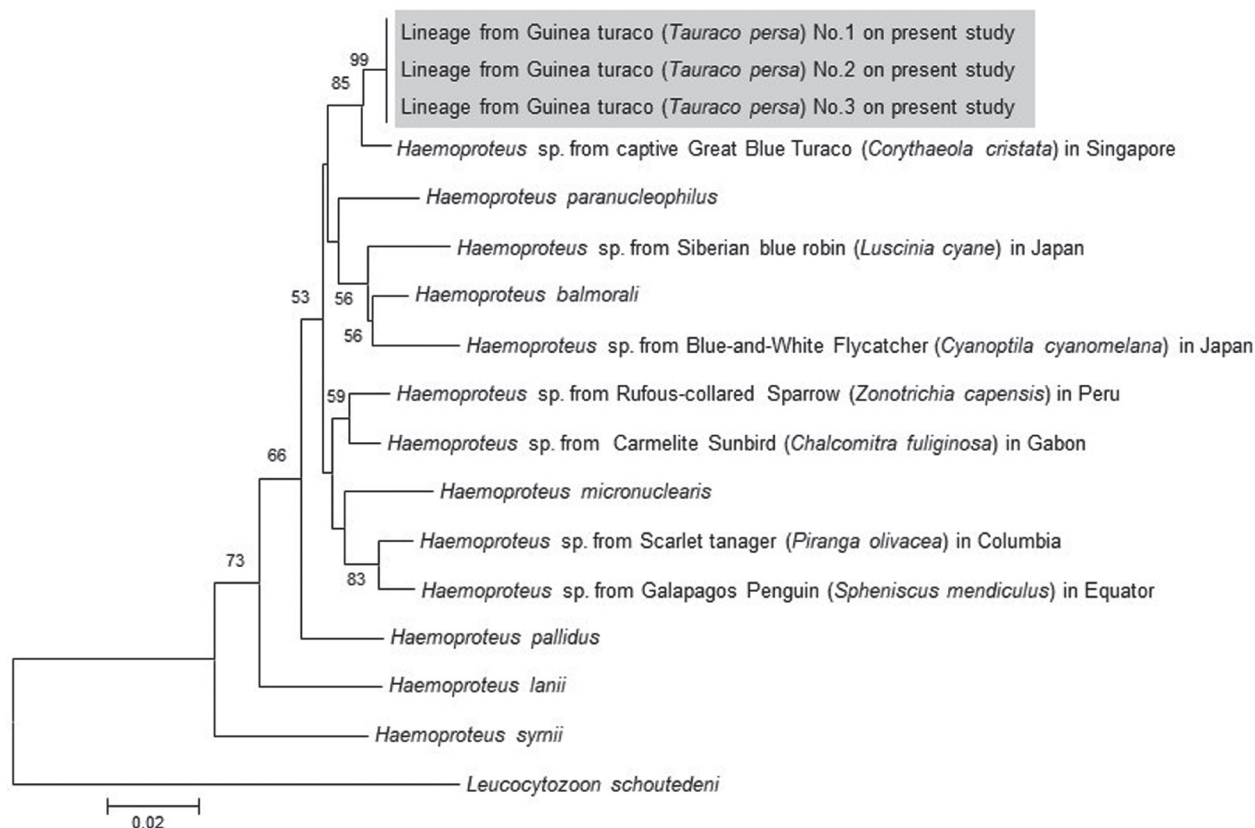 Lineage from Guinea turaco (Tauraco persa) No.1 on present study
99
Lineage from Guinea turaco (Tauraco persa) No.2 on present study
85
Lineage from Guinea turaco (Tauraco persa) No.3 on present study
Haemoproteus sp. from captive Great Blue Turaco (Corythaeola cristata) in Singapore
Haemoproteus paranucleophilus
Haemoproteus sp. from Siberian blue robin (Luscinia cyane) in Japan
53
56
Haemoproteus balmorali
56
Haemoproteus sp. from Blue-and-White Flycatcher (Cyanoptila cyanomelana) in Japan
59
Haemoproteus sp. from Rufous-collared Sparrow (Zonotrichia capensis) in Peru
Haemoproteus sp. from Carmelite Sunbird (Chalcomitra fuliginosa) in Gabon
66
Haemoproteus micronuclearis
Haemoproteus sp. from Scarlet tanager (Piranga olivacea) in Columbia
73
83
Haemoproteus sp. from Galapagos Penguin (Spheniscus mendiculus) in Equator
Haemoproteus pallidus
Haemoproteus lanii
Haemoproteus syrnii
Leucocytozoon schoutedeni
0.02